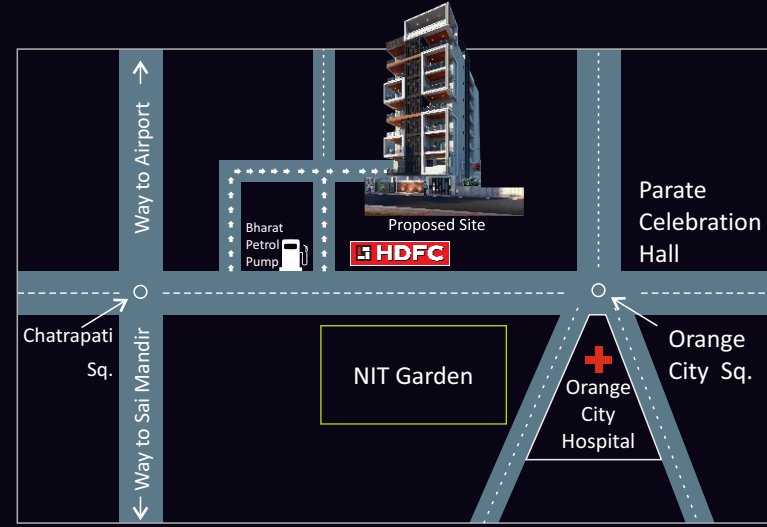 Way to Airport
Bharat
Petrol
Pump
Proposed Site
HDFC
Parate
Celebration
Hall
Chatrapati
Sq.
Way to Sai Mandir
NIT Garden
Orange
City
Hospital
Orange
City Sq.